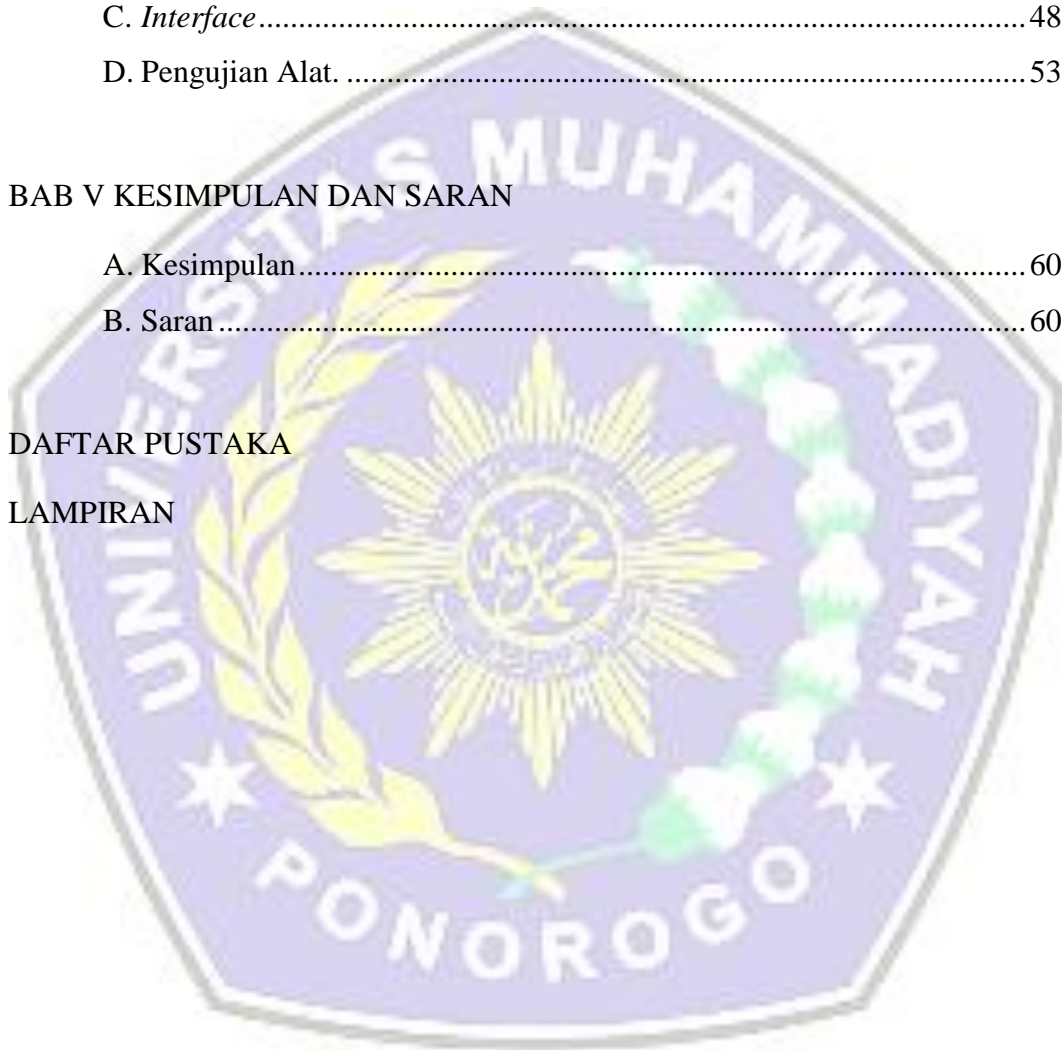 C. Interface........................................................................................................48
D. Pengujian Alat. ............................................................................................53
BAB V KESIMPULAN DAN SARAN
A. Kesimpulan..................................................................................................60
B. Saran............................................................................................................60
DAFTAR PUSTAKA
LAMPIRAN
UNIVERSITAS MUHAMMADIYAH
PONOROGO